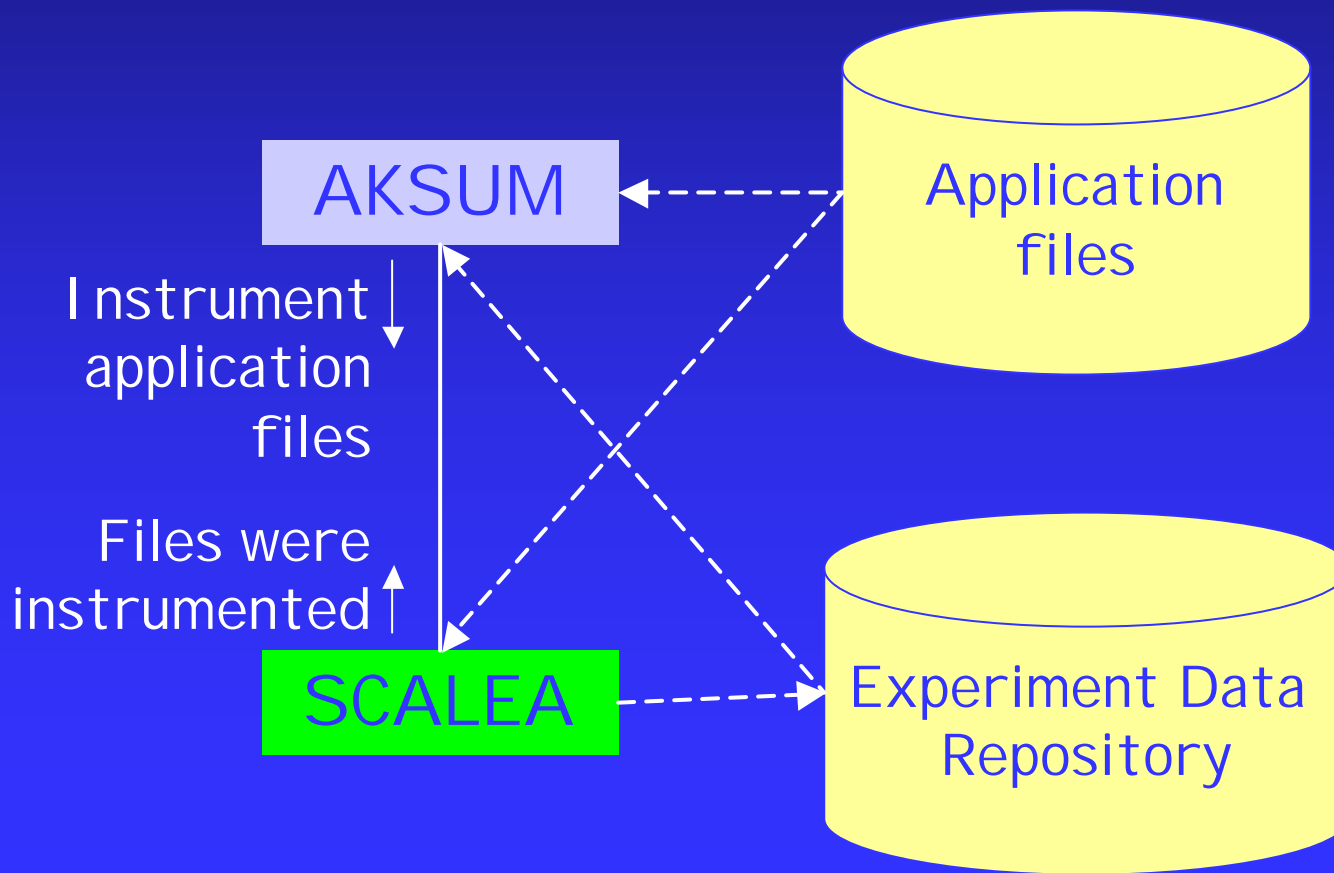 AKSUM
Application
files
Instrument
application
files
Files were
instrumented
SCALEA
Experiment Data
Repository